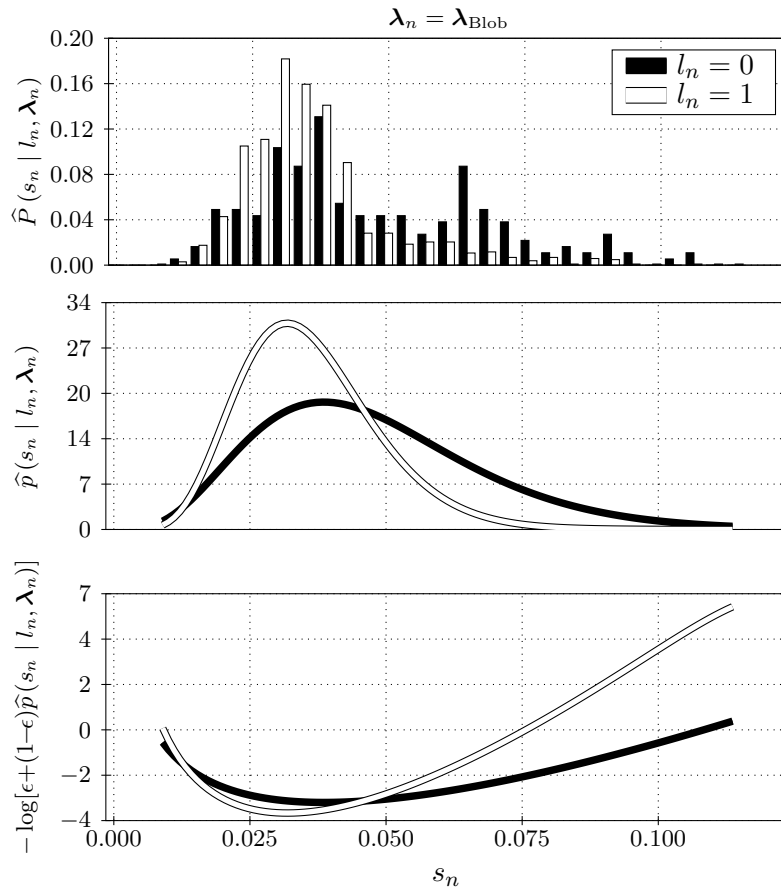 λₙ = λ_Blob
P̂ (sₙ | lₙ, λₙ)
0.20
0.16
0.12
0.08
0.04
0.00
lₙ = 0
lₙ = 1
p̂ (sₙ | lₙ, λₙ)
34
27
20
14
7
0
− log[ϵ+(1−ϵ)p̂ (sₙ | lₙ, λₙ)]
7
4
2
0
−2
−4
0.000 0.025 0.050 0.075 0.100
sₙ